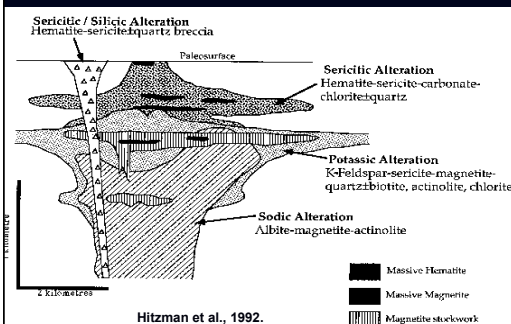 Sericitic / Silicic Alteration
Hematite-sericite±quartz breccia
Paleosurface
Sericitic Alteration
Hematite-sericite-carbonate-
chlorite±quartz
Potassic Alteration
K-Feldspar-sericite-magnetite-
quartz±biotite, actinolite, chlorite
Sodic Alteration
Albite-magnetite-actinolite
2 kilometres
Massive Hematite
Massive Magnetite
Magnetite stockwork
Hitzman et al., 1992.